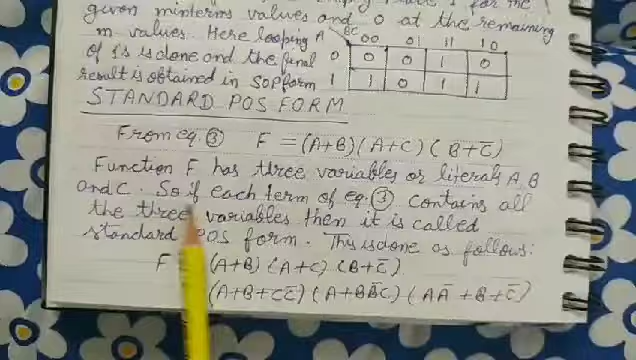 given minterms values and 0 at the remaining
m values. Here looping A BC 00 01 11 10
of 1's is done and the final 0 0 0 1 0
result is obtained in SOP form 1 1 0 1 1
STANDARD POS FORM
From eq. ③ F = (A+B)(A+C)(B+C̅)
Function F has three variables or literals A, B
and C. So if each term of eq. ③ contains all
the three variables then it is called
standard POS form. This is done as follows:
F (A+B)(A+C)(B+C̅)
(A+B+CC̅)(A+BB̅C)(AA̅+B+C̅)